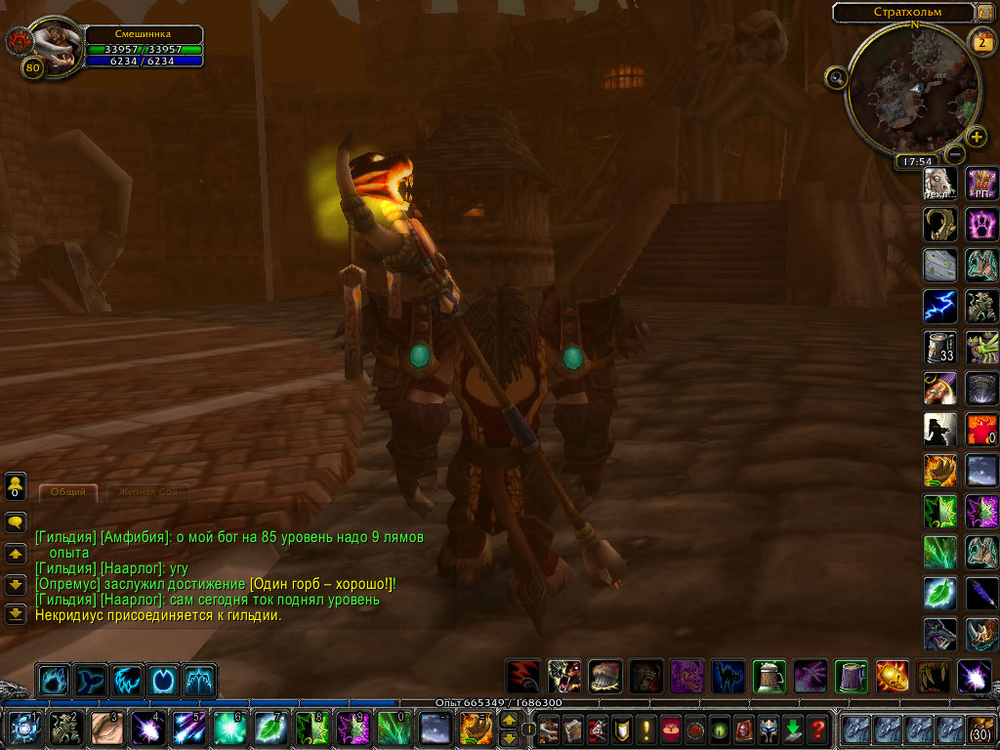 Смешиннка
33957 / 33957
80
6234 / 6234
Стратхольм
N
2
17:54
рекл...
РП-
33
0
0
Общий
Журнал боя
[Гильдия] [Амфибия]: о мой бог на 85 уровень надо 9 лямов
опыта
[Гильдия] [Наарлог]: угу
[Опремус] заслужил достижение [Один горб – хорошо!]!
[Гильдия] [Наарлог]: сам сегодня ток поднял уровень
Некридиус присоединяется к гильдии.
Опыт 665349 / 1686300
1 2 3 4 5 6 7 8 9 0 - =
1
(30)